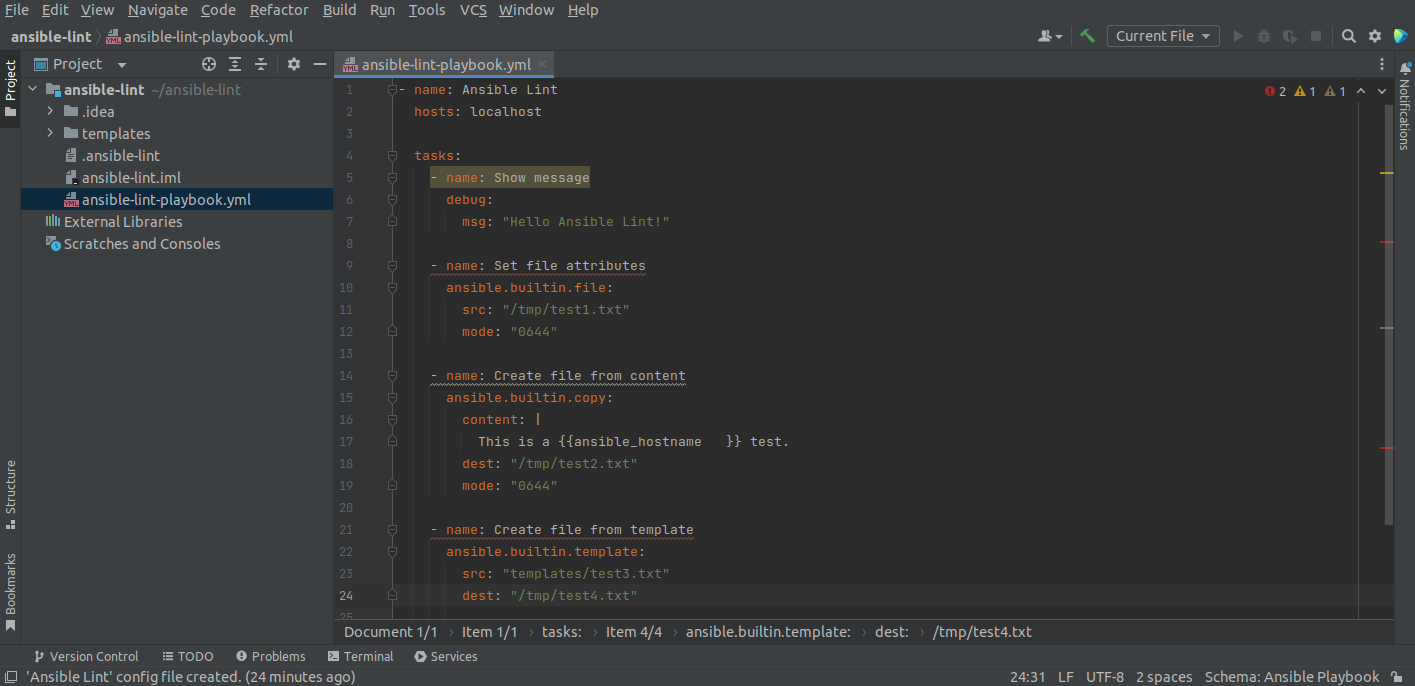 File Edit View Navigate Code Refactor Build Run Tools VCS Window Help
ansible-lint ansible-lint-playbook.yml Current File
Project
Project ansible-lint-playbook.yml
ansible-lint ~/ansible-lint
.idea
templates
.ansible-lint
ansible-lint.iml
ansible-lint-playbook.yml
External Libraries
Scratches and Consoles
1 - name: Ansible Lint
2 1 1
2 hosts: localhost
3
4 tasks:
5 - name: Show message
6 debug:
7 msg: "Hello Ansible Lint!"
8
9 - name: Set file attributes
10 ansible.builtin.file:
11 src: "/tmp/test1.txt"
12 mode: "0644"
13
14 - name: Create file from content
15 ansible.builtin.copy:
16 content: |
17 This is a {{ansible_hostname   }} test.
18 dest: "/tmp/test2.txt"
19 mode: "0644"
20
21 - name: Create file from template
22 ansible.builtin.template:
23 src: "templates/test3.txt"
24 dest: "/tmp/test4.txt"
25
Notifications
Structure
Bookmarks
Document 1/1 › Item 1/1 › tasks: › Item 4/4 › ansible.builtin.template: › dest: › /tmp/test4.txt
Version Control TODO Problems Terminal Services
'Ansible Lint' config file created. (24 minutes ago) 24:31 LF UTF-8 2 spaces Schema: Ansible Playbook